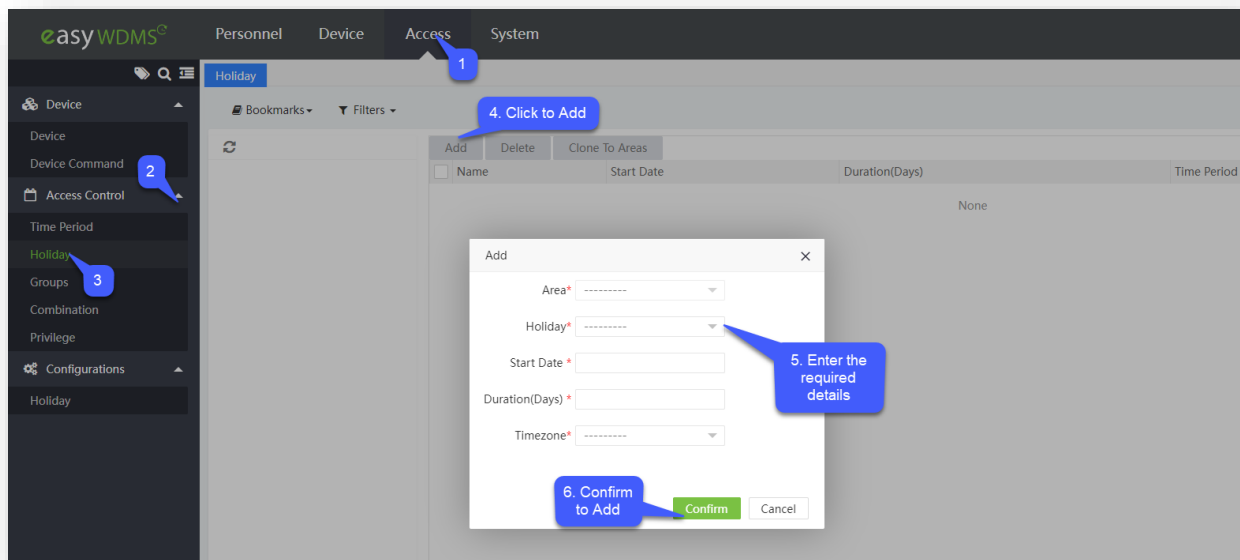 easy WDMS
Personnel Device Access System
1
Holiday
Device
Bookmarks Filters
4. Click to Add
Device
Device Command
2
Add Delete Clone To Areas
Name Start Date Duration(Days) Time Period
Access Control
None
Time Period
Holiday
3
Groups
Combination
Privilege
Configurations
Holiday
Add
Area* ---------
Holiday* ---------
Start Date *
Duration(Days) *
Timezone* ---------
5. Enter the
required
details
6. Confirm
to Add
Confirm Cancel